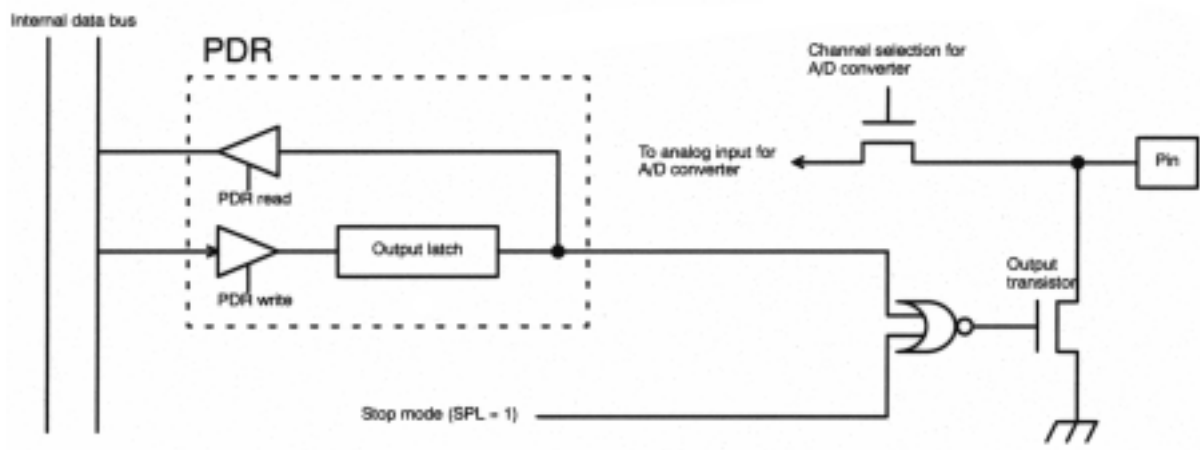 Internal data bus
PDR
Channel selection for
A/D converter
To analog input for
A/D converter
Pin
PDR read
Output latch
Output
transistor
PDR write
Stop mode (SPL = 1)